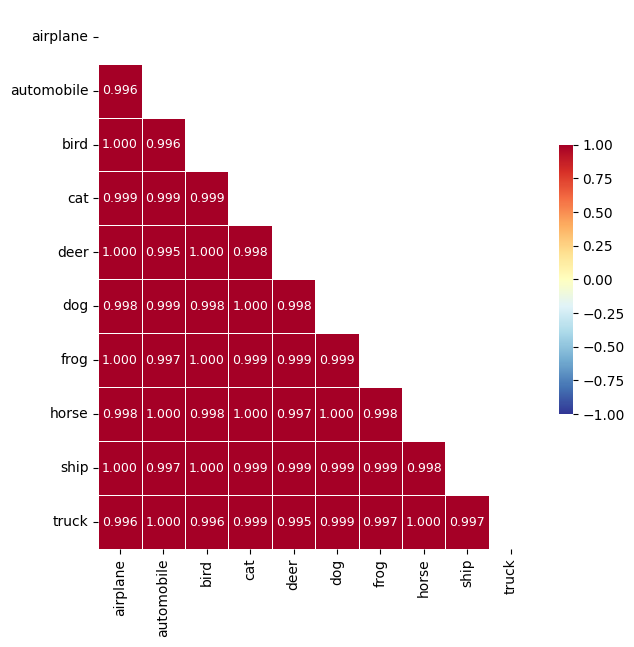 airplane
automobile 0.996
bird 1.000 0.996
cat 0.999 0.999 0.999
deer 1.000 0.995 1.000 0.998
dog 0.998 0.999 0.998 1.000 0.998
frog 1.000 0.997 1.000 0.999 0.999 0.999
horse 0.998 1.000 0.998 1.000 0.997 1.000 0.998
ship 1.000 0.997 1.000 0.999 0.999 0.999 0.999 0.998
truck 0.996 1.000 0.996 0.999 0.995 0.999 0.997 1.000 0.997
airplane
automobile
bird
cat
deer
dog
frog
horse
ship
truck
1.00
0.75
0.50
0.25
0.00
−0.25
−0.50
−0.75
−1.00